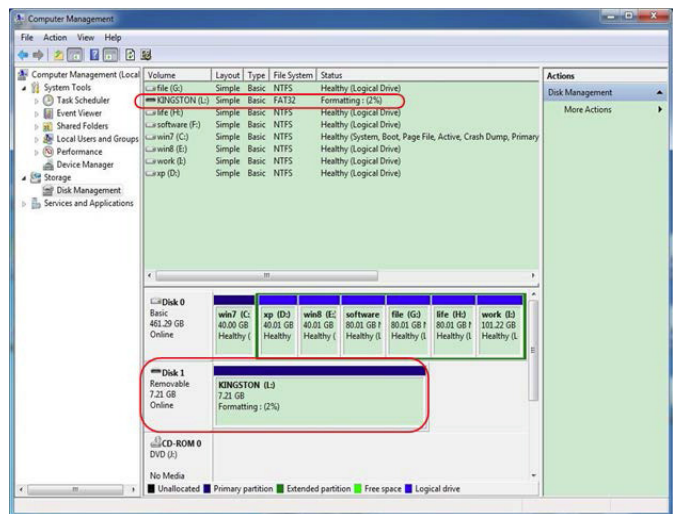 Computer Management
File Action View Help
Computer Management (Local
System Tools
Task Scheduler
Event Viewer
Shared Folders
Local Users and Groups
Performance
Device Manager
Storage
Disk Management
Services and Applications
Volume Layout Type File System Status
file (G:) Simple Basic NTFS Healthy (Logical Drive)
KINGSTON (L:) Simple Basic FAT32 Formatting : (2%)
life (H:) Simple Basic NTFS Healthy (Logical Drive)
software (F:) Simple Basic NTFS Healthy (Logical Drive)
win7 (C:) Simple Basic NTFS Healthy (System, Boot, Page File, Active, Crash Dump, Primary
win8 (E:) Simple Basic NTFS Healthy (Logical Drive)
work (I:) Simple Basic NTFS Healthy (Logical Drive)
xp (D:) Simple Basic NTFS Healthy (Logical Drive)
Actions
Disk Management
More Actions
Disk 0
Basic
461.29 GB
Online
win7 (C:
40.00 GB
Healthy (
xp (D:)
40.01 GB
Healthy
win8 (E:
40.01 GB
Healthy (
software
80.01 GB N
Healthy (L
file (G:)
80.01 GB N
Healthy (L
life (H:)
80.01 GB N
Healthy (L
work (I:)
101.22 GB
Healthy (L
Disk 1
Removable
7.21 GB
Online
KINGSTON (L:)
7.21 GB
Formatting : (2%)
CD-ROM 0
DVD (J:)
No Media
Unallocated Primary partition Extended partition Free space Logical drive